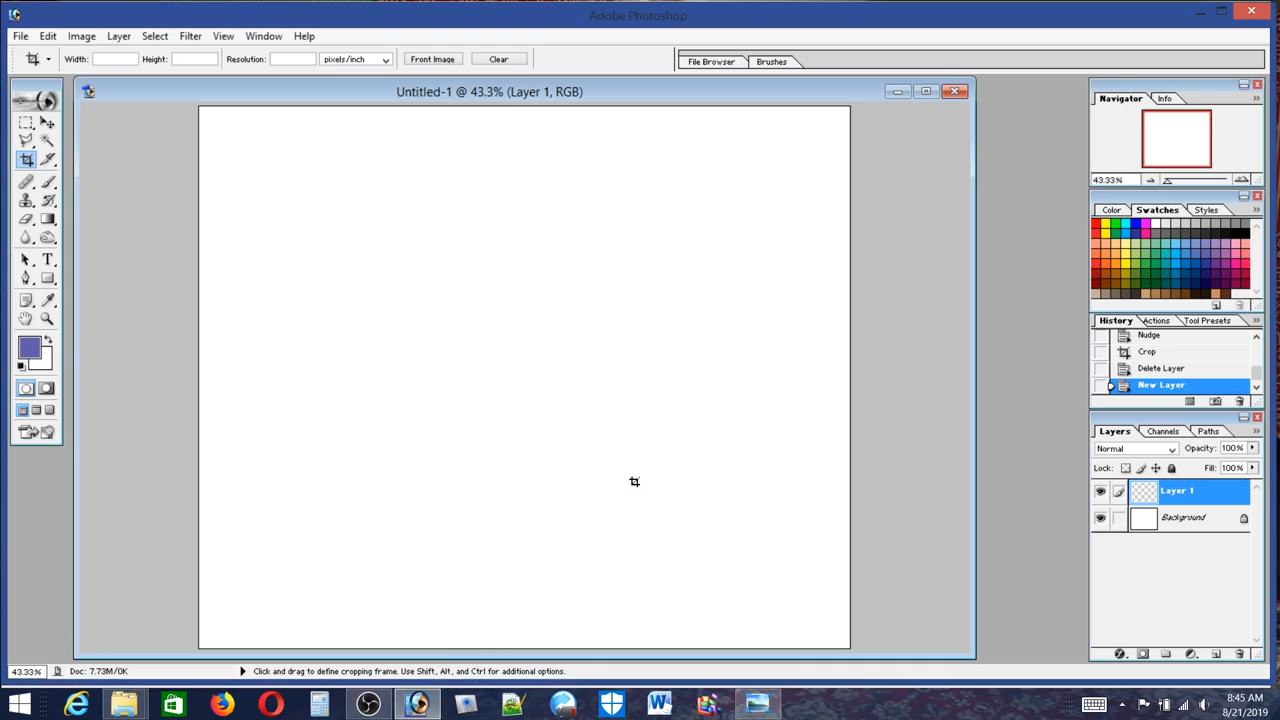 Adobe Photoshop
File Edit Image Layer Select Filter View Window Help
Width: Height: Resolution: pixels/inch Front Image Clear File Browser Brushes
Untitled-1 @ 43.3% (Layer 1, RGB)
Navigator Info
43.33%
Color Swatches Styles
History Actions Tool Presets
Nudge
Crop
Delete Layer
New Layer
Layers Channels Paths
Normal Opacity: 100%
Lock: Fill: 100%
Layer 1
Background
43.33% Doc: 7.73M/0K Click and drag to define cropping frame. Use Shift, Alt, and Ctrl for additional options.
8:45 AM
8/21/2019